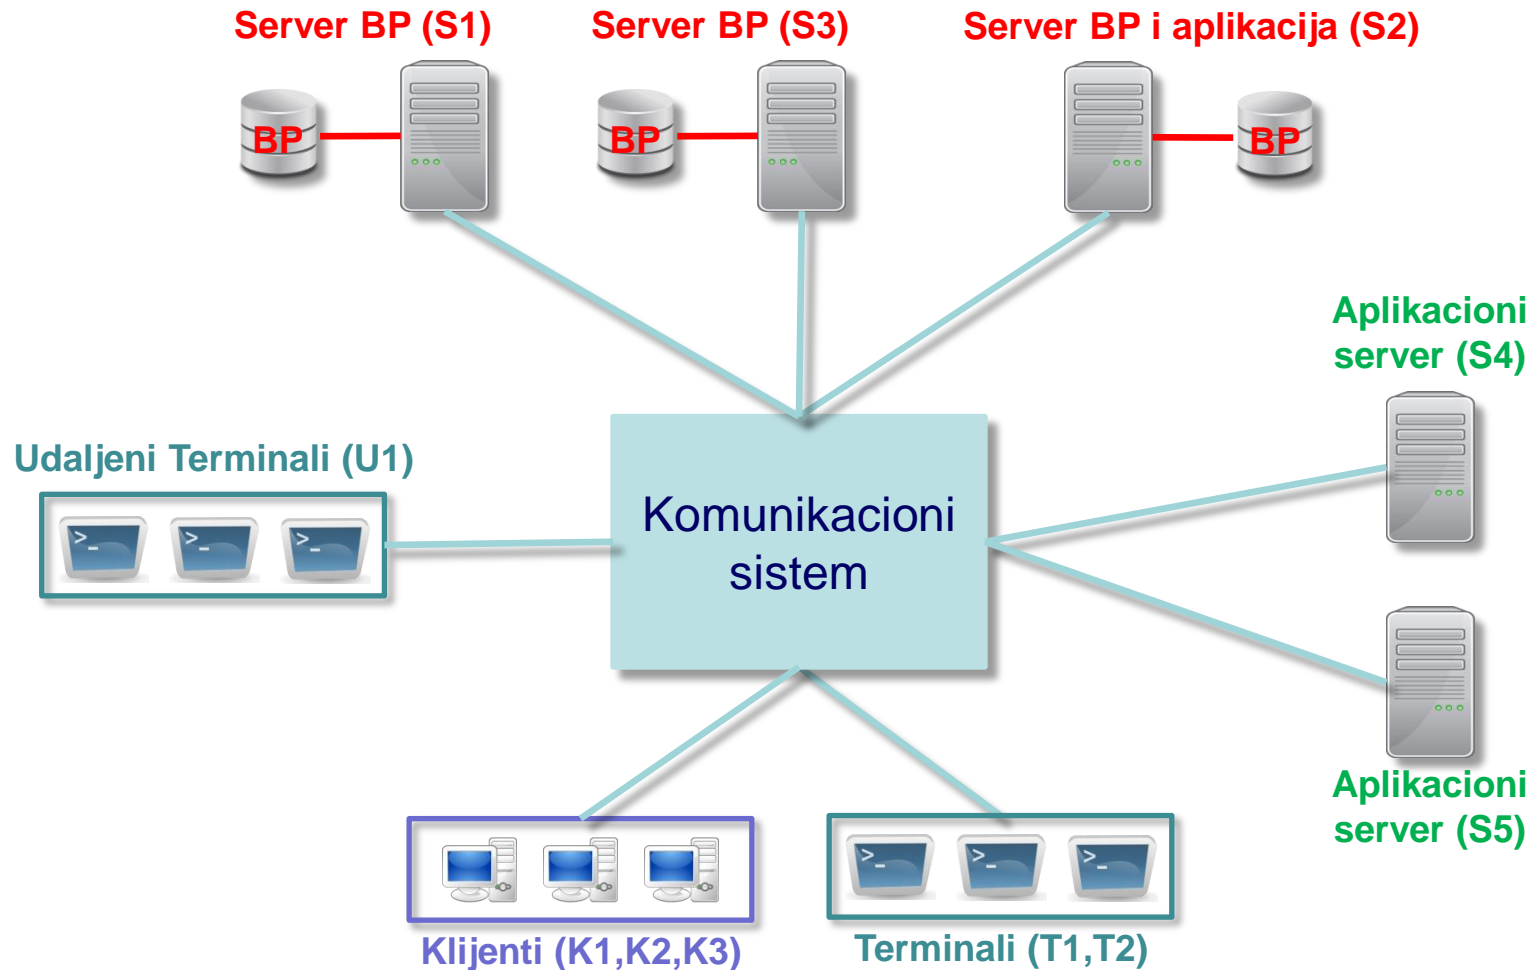 Server BP (S1)
Server BP (S3)
Server BP i aplikacija (S2)
BP
BP
BP
Aplikacioni
server (S4)
Udaljeni Terminali (U1)
>_
>_
>_
Komunikacioni
sistem
Aplikacioni
server (S5)
>_
>_
>_
Klijenti (K1,K2,K3)
Terminali (T1,T2)